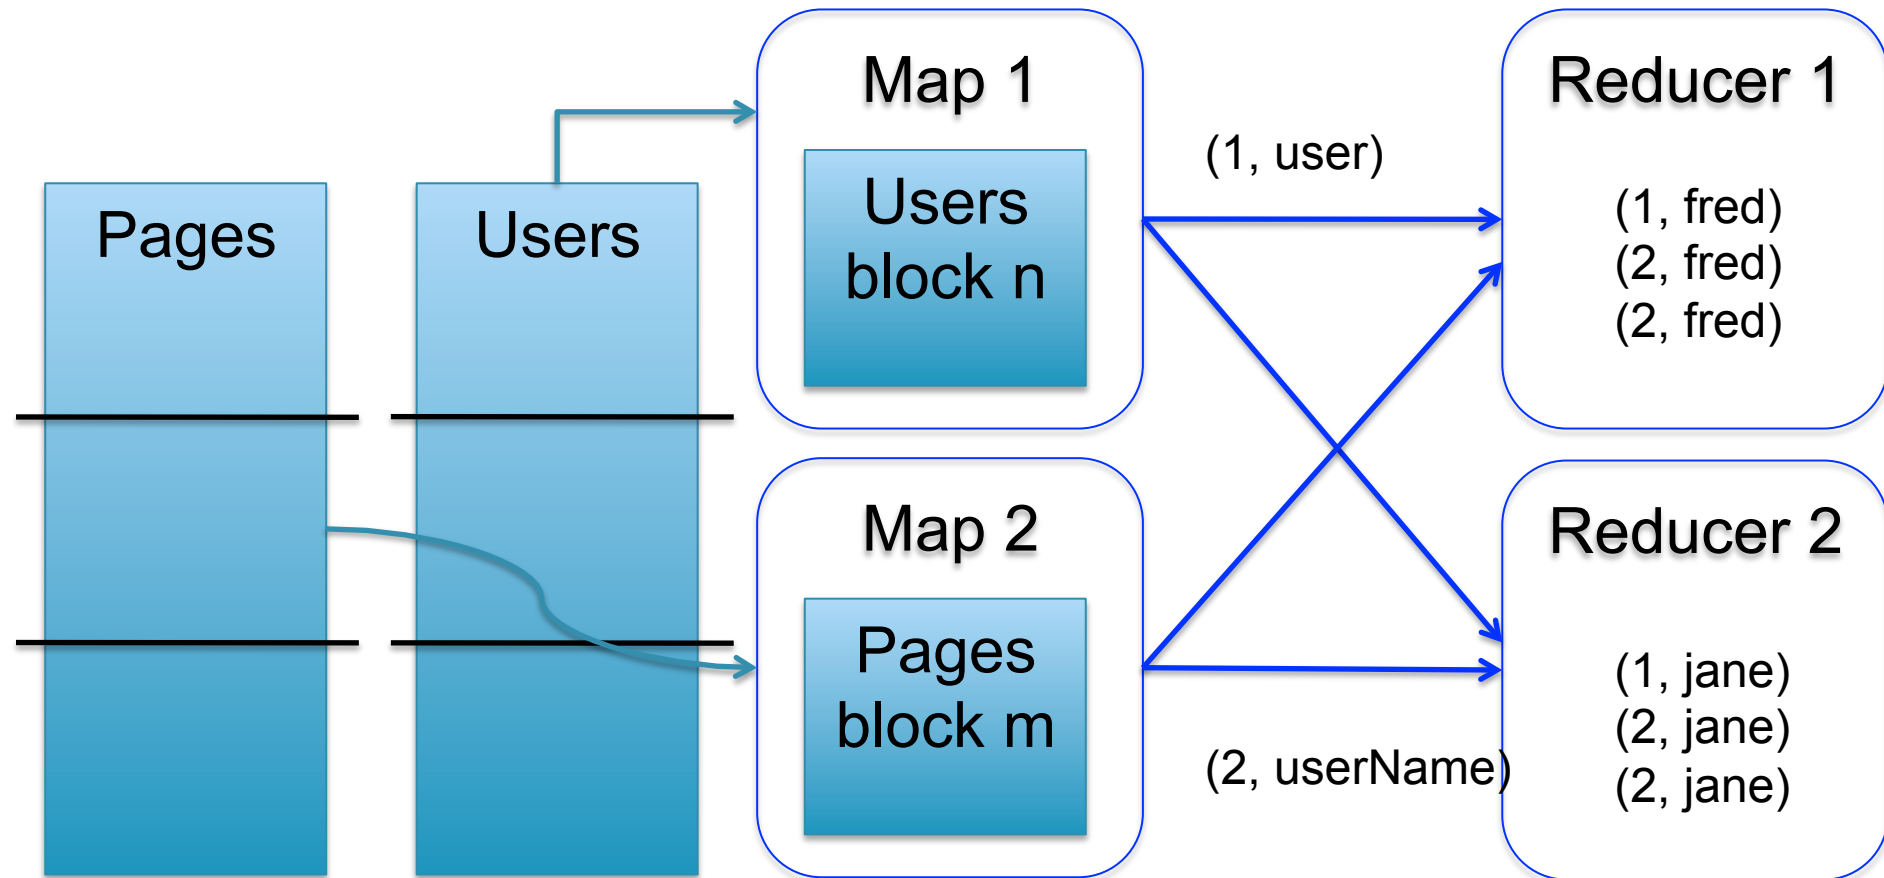 Pages
Users
Map 1
Users
block n
Map 2
Pages
block m
(1, user)
(2, userName)
Reducer 1
(1, fred)
(2, fred)
(2, fred)
Reducer 2
(1, jane)
(2, jane)
(2, jane)